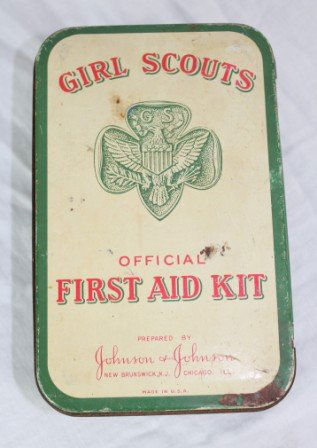 GIRL SCOUTS
G S
OFFICIAL
FIRST AID KIT
PREPARED BY
Johnson & Johnson
NEW BRUNSWICK, N.J. CHICAGO, ILL.
MADE IN U.S.A.